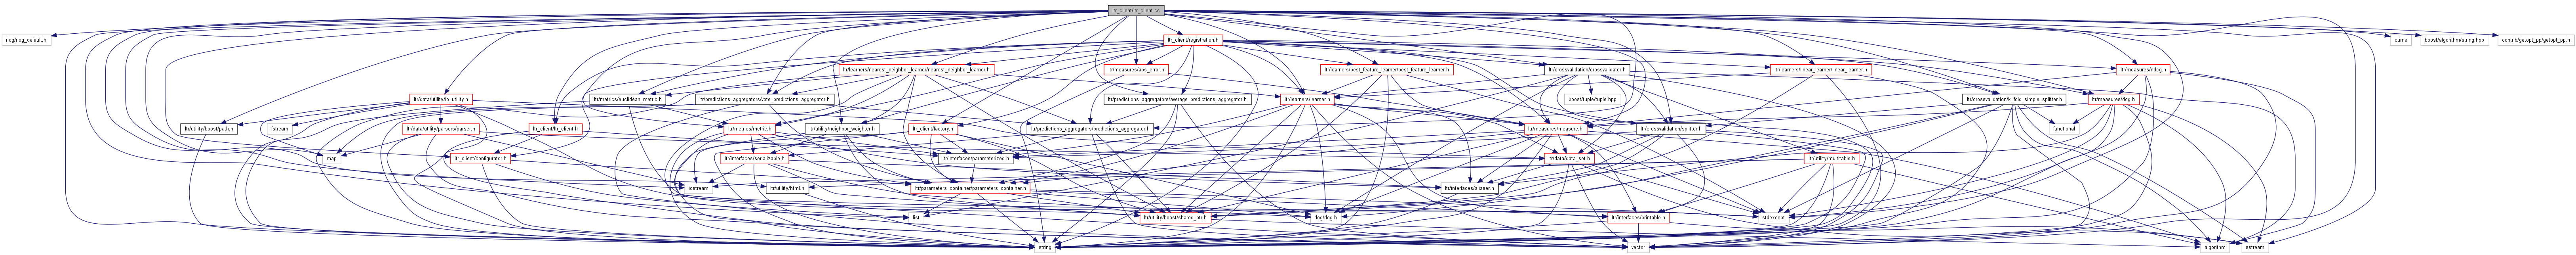 ltr_client/ltr_client.cc
rlog/rlog_default.h
ltr_client/registration.h
ctime
boost/algorithm/string.hpp
contrib/getopt_pp/getopt_pp.h
ltr/learners/nearest_neighbor_learner/nearest_neighbor_learner.h
ltr/measures/abs_error.h
ltr/learners/best_feature_learner/best_feature_learner.h
ltr/crossvalidation/crossvalidator.h
ltr/learners/linear_learner/linear_learner.h
ltr/measures/ndcg.h
ltr/data/utility/io_utility.h
ltr/metrics/euclidean_metric.h
ltr/predictions_aggregators/vote_predictions_aggregator.h
ltr/predictions_aggregators/average_predictions_aggregator.h
ltr/learners/learner.h
boost/tuple/tuple.hpp
ltr/crossvalidation/k_fold_simple_splitter.h
ltr/measures/dcg.h
ltr/utility/boost/path.h
fstream
ltr/data/utility/parsers/parser.h
ltr_client/ltr_client.h
ltr/metrics/metric.h
ltr/utility/neighbor_weighter.h
ltr_client/factory.h
ltr/predictions_aggregators/predictions_aggregator.h
ltr/measures/measure.h
ltr/crossvalidation/splitter.h
functional
map
ltr_client/configurator.h
ltr/interfaces/serializable.h
ltr/interfaces/parameterized.h
ltr/data/data_set.h
ltr/utility/multitable.h
iostream
ltr/utility/html.h
ltr/parameters_container/parameters_container.h
ltr/interfaces/aliaser.h
list
ltr/utility/boost/shared_ptr.h
rlog/rlog.h
ltr/interfaces/printable.h
stdexcept
string
vector
algorithm
sstream